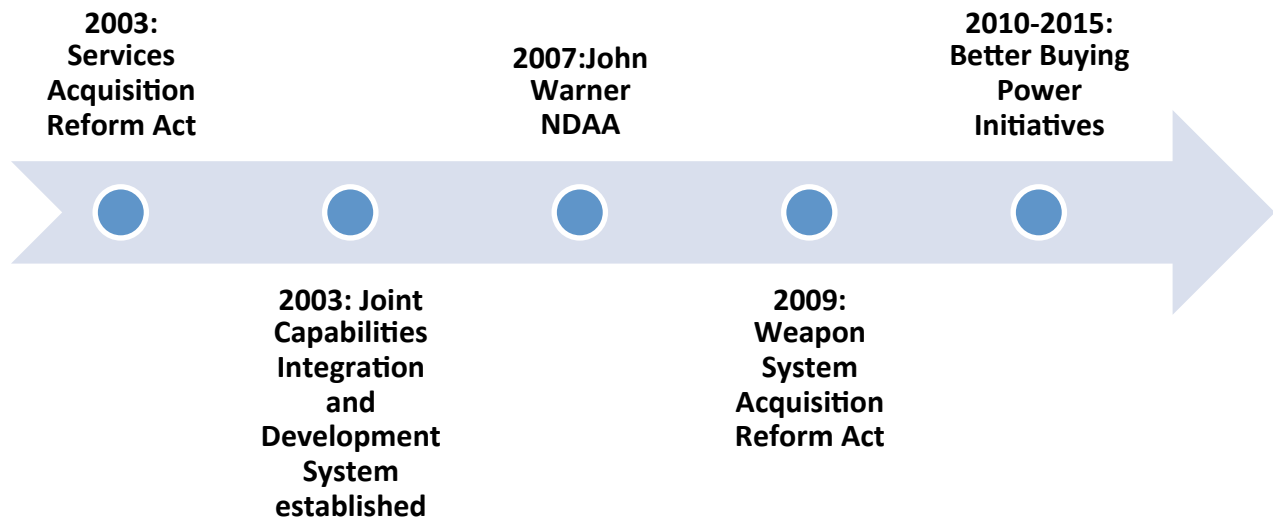 2003:
Services
Acquisition
Reform Act
2003: Joint
Capabilities
Integration
and
Development
System
established
2007:John
Warner
NDAA
2009:
Weapon
System
Acquisition
Reform Act
2010-2015:
Better Buying
Power
Initiatives